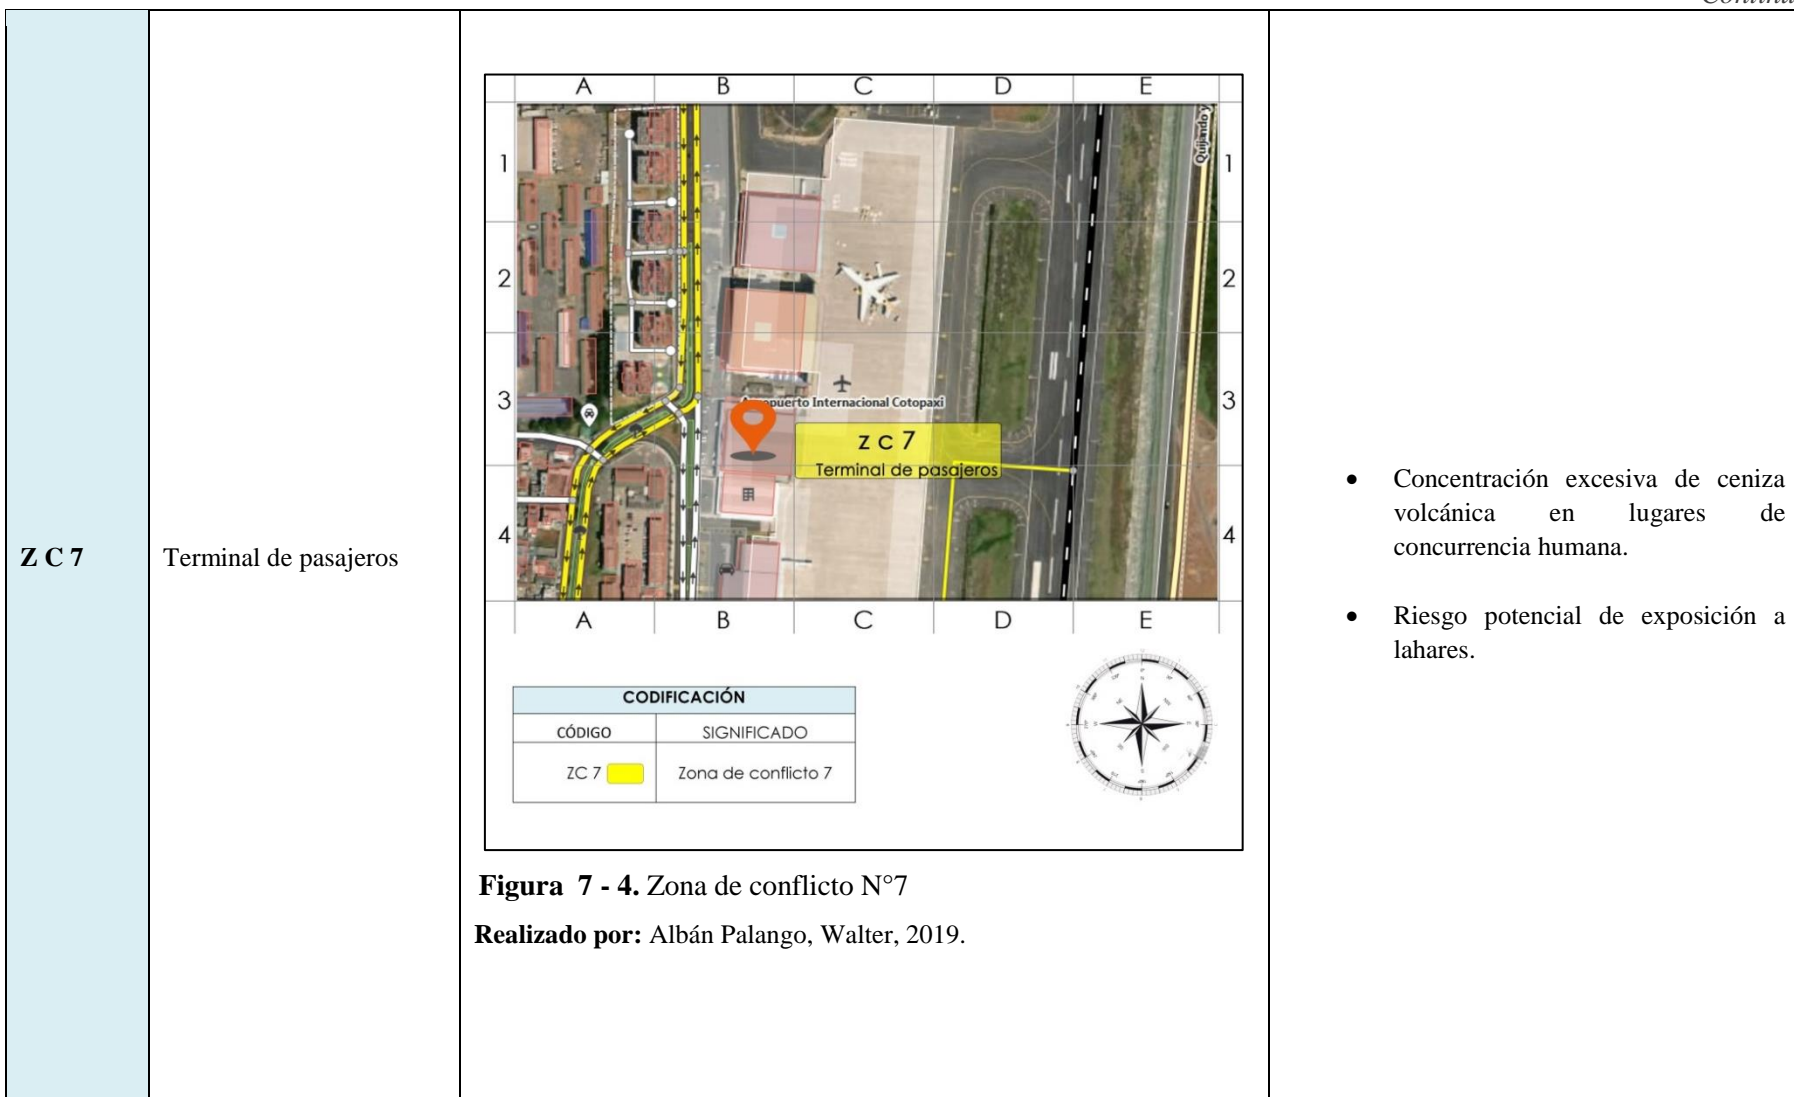 Z C 7
Terminal de pasajeros
A B C D E
1 1
2 2
3 3
4 4
Quijando y
Aeropuerto Internacional Cotopaxi
Z C 7
Terminal de pasajeros
A B C D E
CODIFICACIÓN
CÓDIGO SIGNIFICADO
ZC 7 Zona de conflicto 7
Figura 7 - 4. Zona de conflicto N°7
Realizado por: Albán Palango, Walter, 2019.
• Concentración excesiva de ceniza
volcánica en lugares de
concurrencia humana.
• Riesgo potencial de exposición a
lahares.